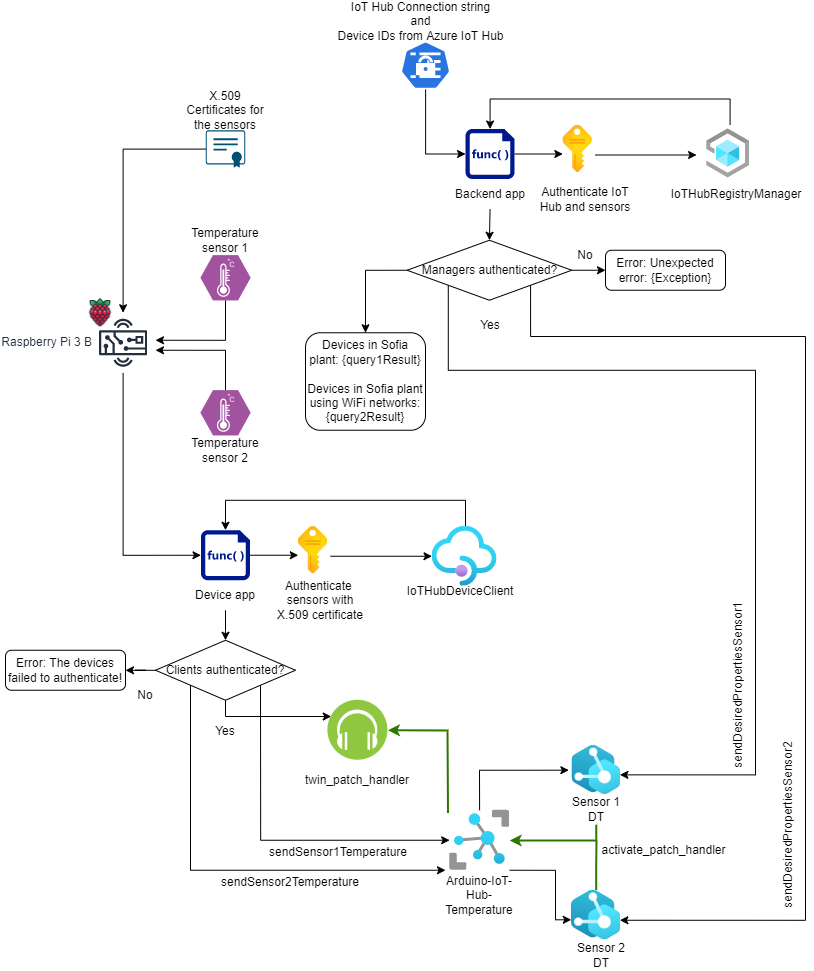 IoT Hub Connection string
and
Device IDs from Azure IoT Hub
X.509
Certificates for
the sensors
func( )
Backend app
Authenticate IoT
Hub and sensors
IoTHubRegistryManager
Temperature
sensor 1
°C
Managers authenticated?
No
Error: Unexpected
error: {Exception}
Yes
Raspberry Pi 3 B
Devices in Sofia
plant: {query1Result}
Devices in Sofia plant
using WiFi networks:
{query2Result}
°C
Temperature
sensor 2
func( )
Device app
Authenticate
sensors with
X.509 certificate
IoTHubDeviceClient
Clients authenticated?
Error: The devices
failed to authenticate!
No
Yes
twin_patch_handler
sendDesiredPropertiesSensor1
sendDesiredPropertiesSensor2
Sensor 1
DT
sendSensor1Temperature
activate_patch_handler
sendSensor2Temperature
Arduino-IoT-
Hub-
Temperature
Sensor 2
DT